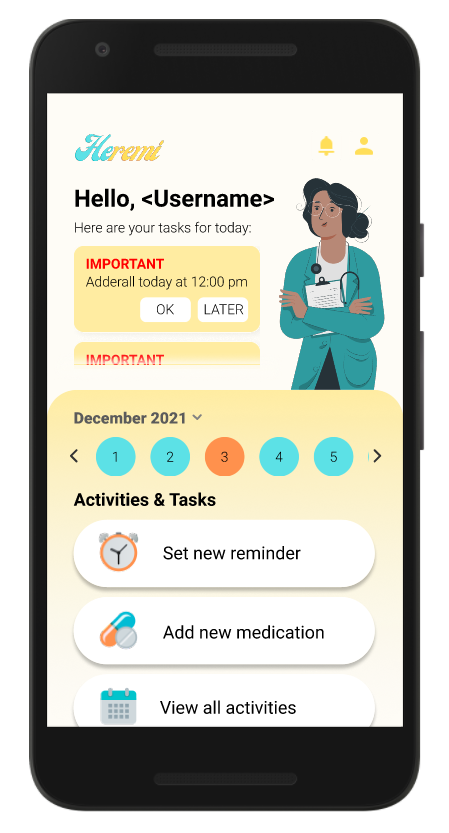 Heremi
Hello, <Username>
Here are your tasks for today:
IMPORTANT
Adderall today at 12:00 pm
OK LATER
IMPORTANT
December 2021
1 2 3 4 5
Activities & Tasks
Set new reminder
Add new medication
View all activities